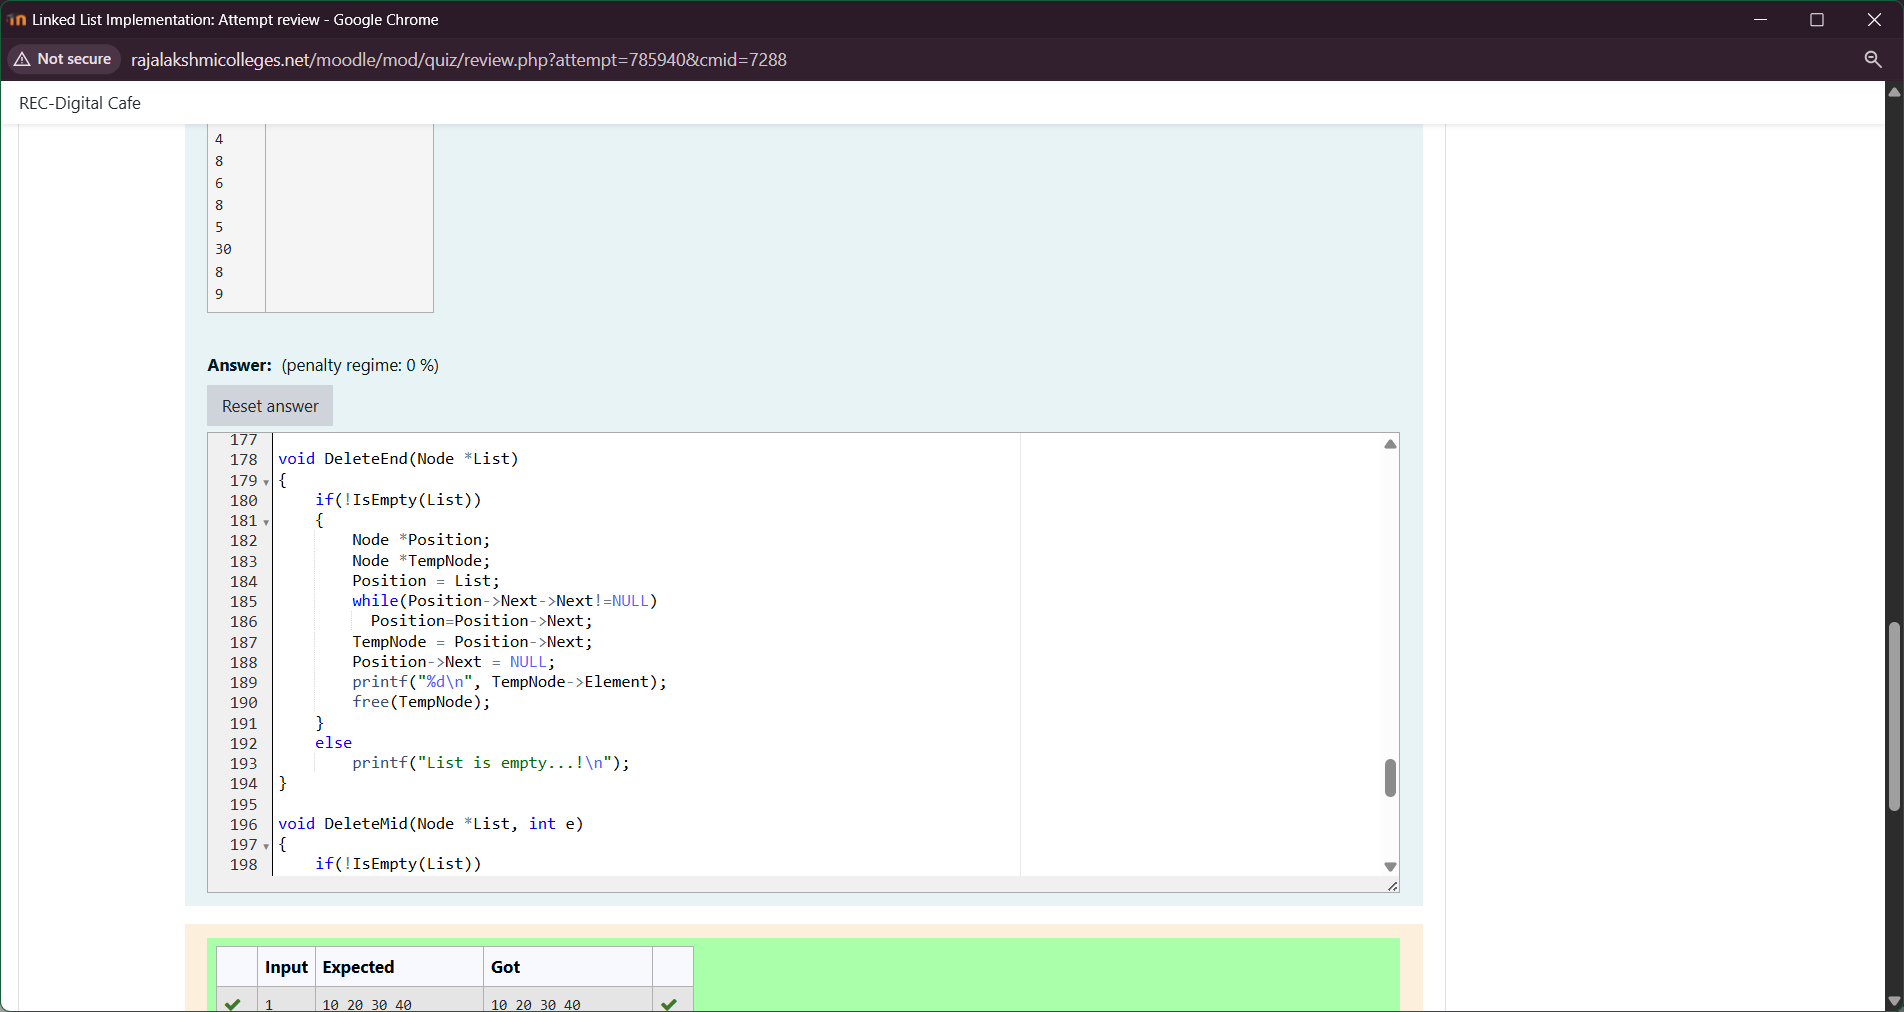 Linked List Implementation: Attempt review - Google Chrome
Not secure
rajalakshmicolleges.net/moodle/mod/quiz/review.php?attempt=785940&cmid=7288
REC-Digital Cafe
4
8
6
8
5
30
8
9
Answer: (penalty regime: 0 %)
Reset answer
177
178 void DeleteEnd(Node *List)
179 {
180     if(!IsEmpty(List))
181     {
182         Node *Position;
183         Node *TempNode;
184         Position = List;
185         while(Position->Next->Next!=NULL)
186           Position=Position->Next;
187         TempNode = Position->Next;
188         Position->Next = NULL;
189         printf("%d\n", TempNode->Element);
190         free(TempNode);
191     }
192     else
193         printf("List is empty...!\n");
194 }
195
196 void DeleteMid(Node *List, int e)
197 {
198     if(!IsEmpty(List))
Input Expected Got
1 10 20 30 40 10 20 30 40